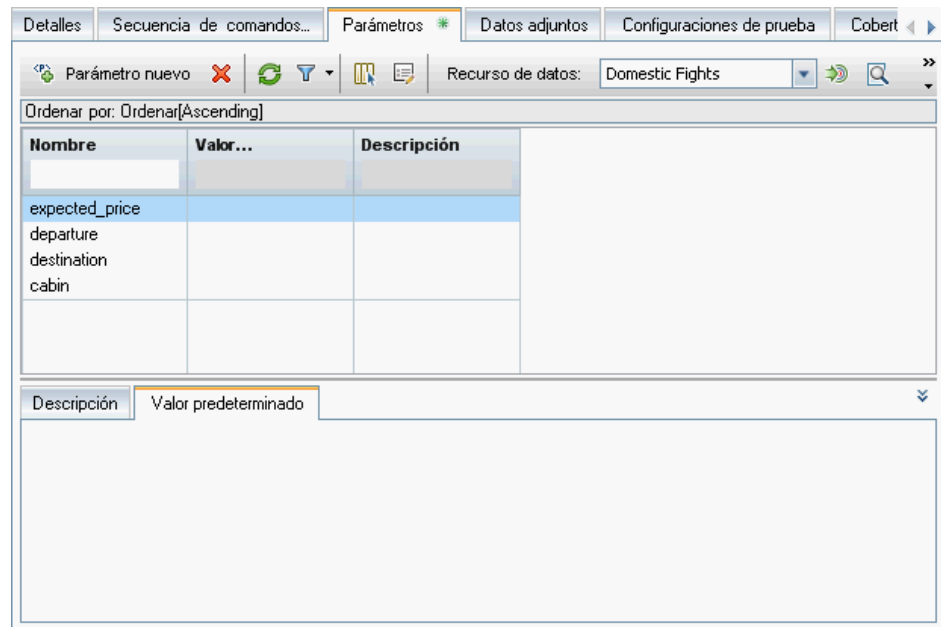 Detalles Secuencia de comandos... Parámetros * Datos adjuntos Configuraciones de prueba Cobert
Parámetro nuevo Recurso de datos: Domestic Fights
Ordenar por: Ordenar[Ascending]
Nombre Valor... Descripción
expected_price
departure
destination
cabin
Descripción Valor predeterminado